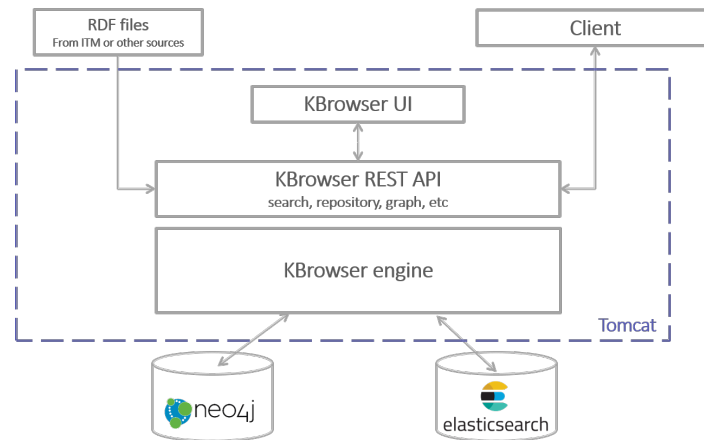 RDF files
From ITM or other sources
Client
KBrowser UI
KBrowser REST API
search, repository, graph, etc
KBrowser engine
Tomcat
neo4j
elasticsearch